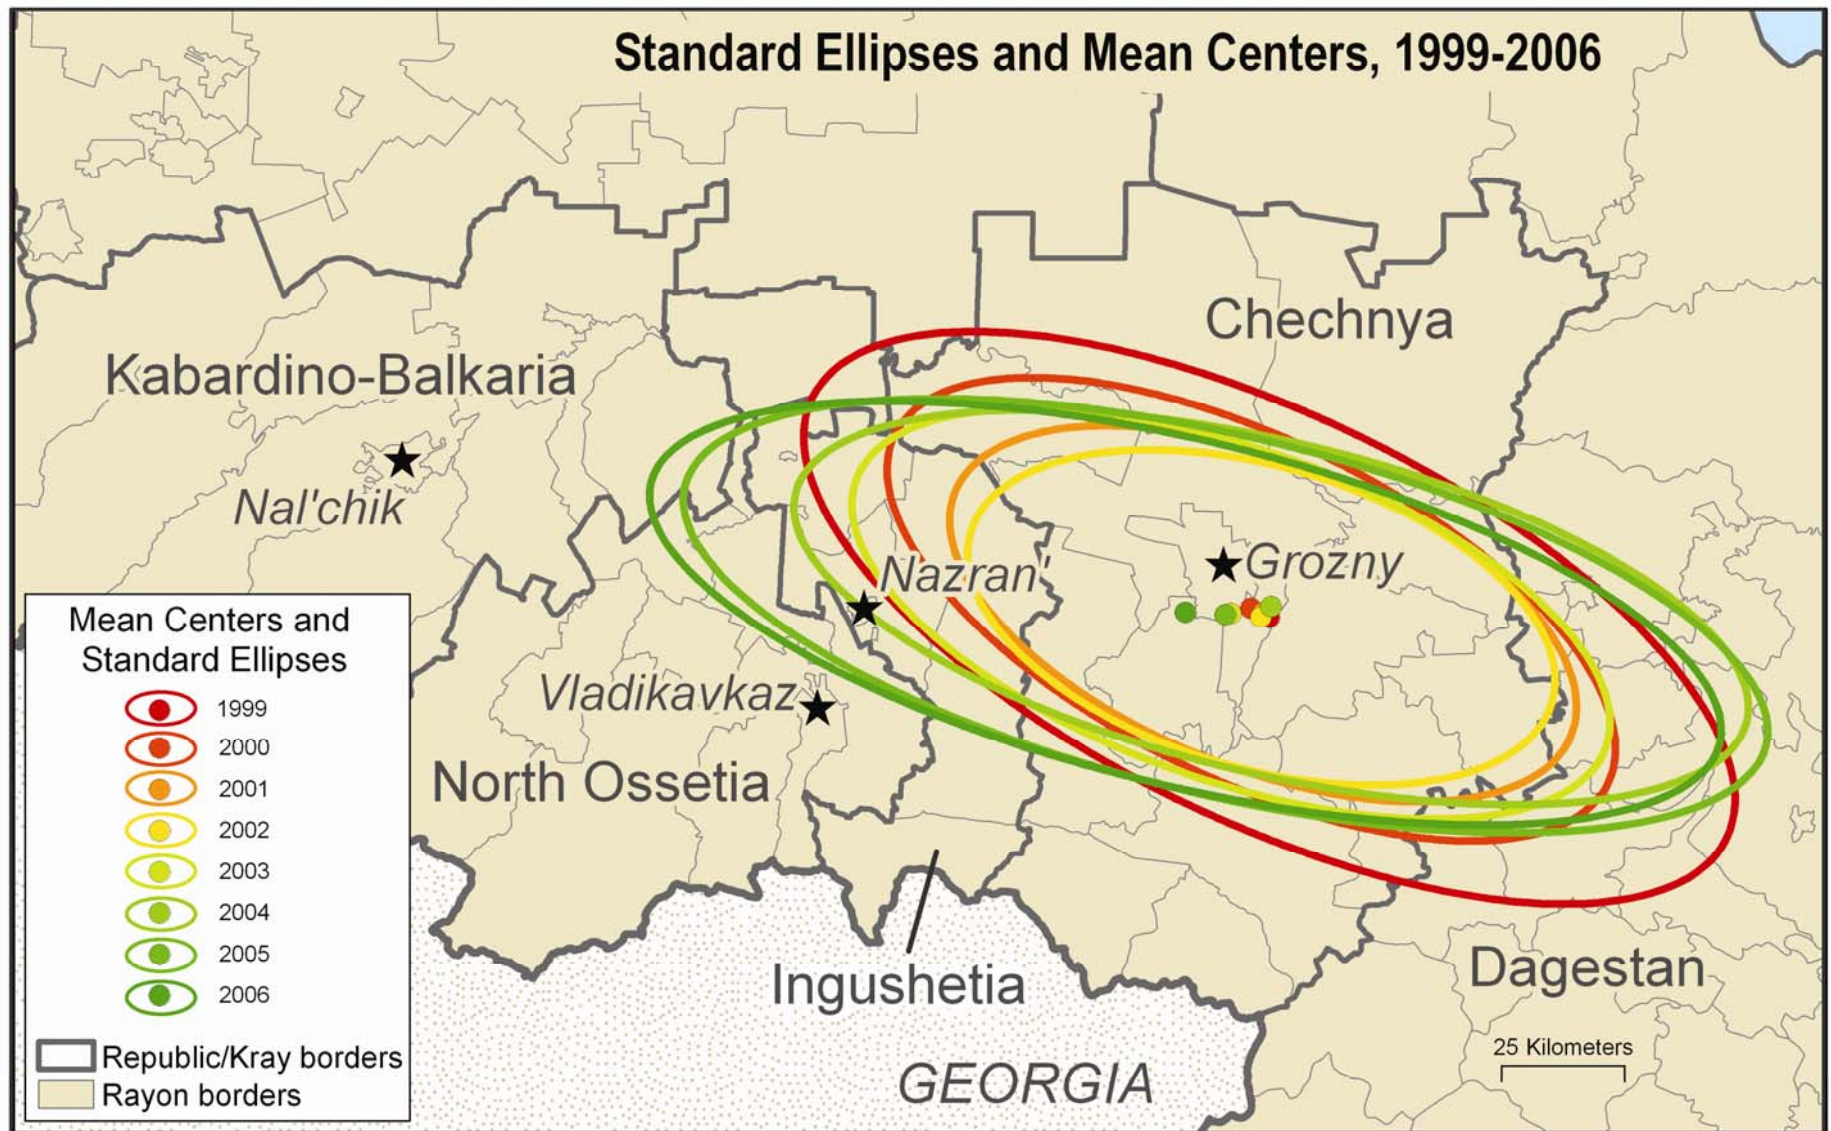 Standard Ellipses and Mean Centers, 1999-2006
Chechnya
Kabardino-Balkaria
Nal'chik
Grozny
Nazran'
Vladikavkaz
North Ossetia
Ingushetia
Dagestan
GEORGIA
25 Kilometers
Mean Centers and
Standard Ellipses
1999
2000
2001
2002
2003
2004
2005
2006
Republic/Kray borders
Rayon borders